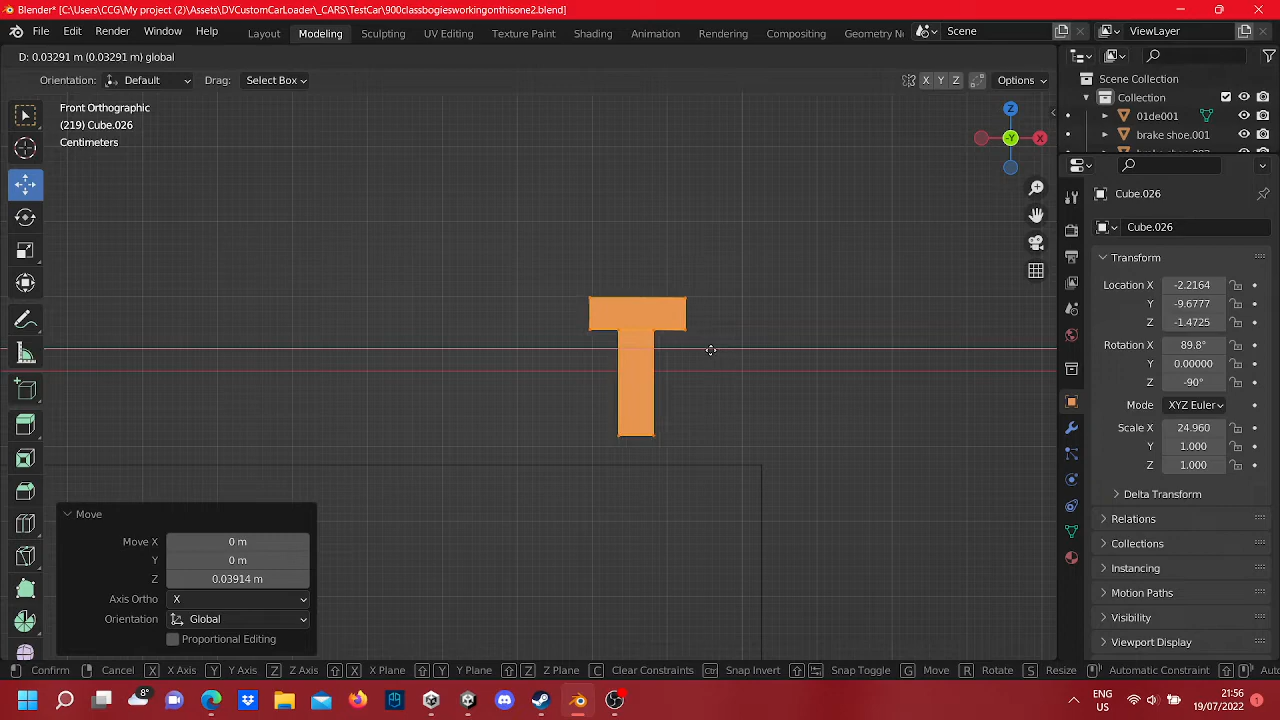 Blender* [C:\Users\CCG\My project (2)\Assets\DVCustomCarLoader\_CARS\TestCar\900classbogiesworkingonthisone2.blend]
File Edit Render Window Help Layout Modeling Sculpting UV Editing Texture Paint Shading Animation Rendering Compositing Geometry No Scene ViewLayer
D: 0.03291 m (0.03291 m) global
Orientation: Default Drag: Select Box X Y Z Options
Front Orthographic
(219) Cube.026
Centimeters
Z
-Y X
Scene Collection
Collection
01de001
brake shoe.001
Cube.026
Cube.026
Transform
Location X -2.2164
Y -9.6777
Z -1.4725
Rotation X 89.8°
Y 0.00000
Z -90°
Mode XYZ Euler
Scale X 24.960
Y 1.000
Z 1.000
Delta Transform
Relations
Collections
Instancing
Motion Paths
Visibility
Viewport Display
Move
Move X 0 m
Y 0 m
Z 0.03914 m
Axis Ortho X
Orientation Global
Proportional Editing
Confirm Cancel X X Axis Y Y Axis Z Z Axis X X Plane Y Y Plane Z Z Plane C Clear Constraints Ctrl Snap Invert Snap Toggle G Move R Rotate S Resize Automatic Constraint Auto
8°
ENG
US
21:56
19/07/2022
1